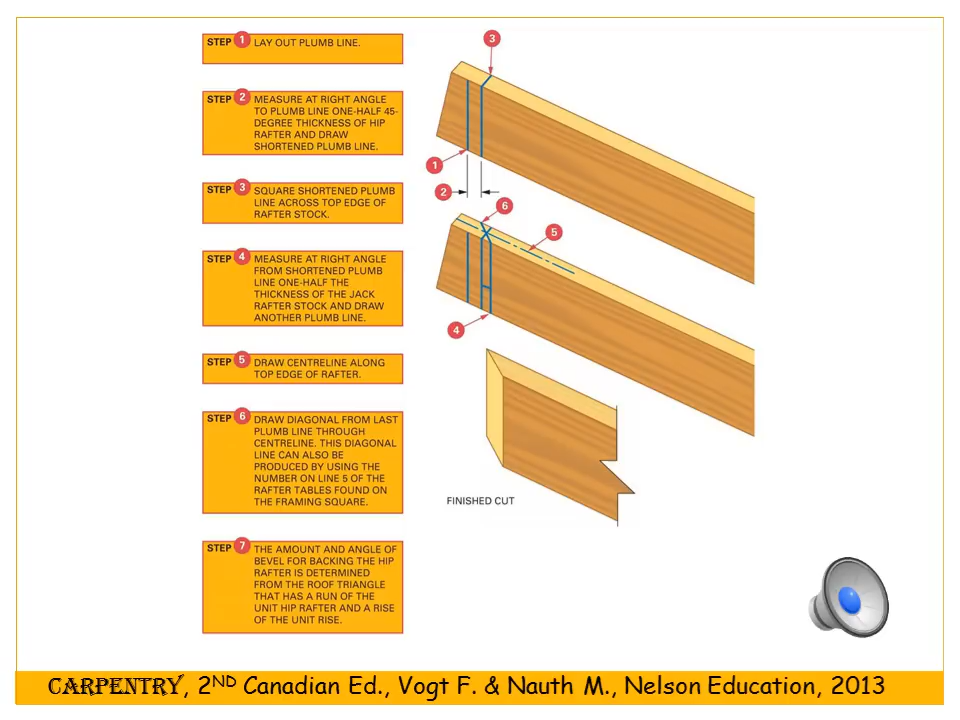 STEP 1 LAY OUT PLUMB LINE.
STEP 2 MEASURE AT RIGHT ANGLE
TO PLUMB LINE ONE-HALF 45-
DEGREE THICKNESS OF HIP
RAFTER AND DRAW
SHORTENED PLUMB LINE.
STEP 3 SQUARE SHORTENED PLUMB
LINE ACROSS TOP EDGE OF
RAFTER STOCK.
STEP 4 MEASURE AT RIGHT ANGLE
FROM SHORTENED PLUMB
LINE ONE-HALF THE
THICKNESS OF THE JACK
RAFTER STOCK AND DRAW
ANOTHER PLUMB LINE.
STEP 5 DRAW CENTRELINE ALONG
TOP EDGE OF RAFTER.
STEP 6 DRAW DIAGONAL FROM LAST
PLUMB LINE THROUGH
CENTRELINE. THIS DIAGONAL
LINE CAN ALSO BE
PRODUCED BY USING THE
NUMBER ON LINE 5 OF THE
RAFTER TABLES FOUND ON
THE FRAMING SQUARE.
STEP 7 THE AMOUNT AND ANGLE OF
BEVEL FOR BACKING THE HIP
RAFTER IS DETERMINED
FROM THE ROOF TRIANGLE
THAT HAS A RUN OF THE
UNIT HIP RAFTER AND A RISE
OF THE UNIT RISE.
3
1
2
6
5
4
FINISHED CUT
CARPENTRY, 2ND Canadian Ed., Vogt F. & Nauth M., Nelson Education, 2013